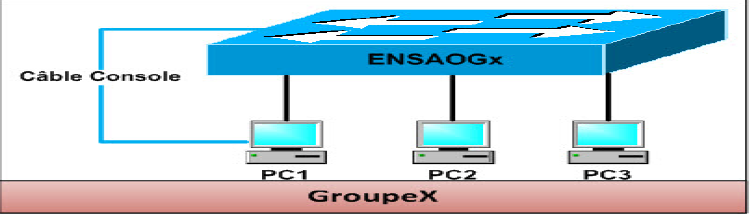 ENSAOGx
Câble Console
PC1 PC2 PC3
GroupeX